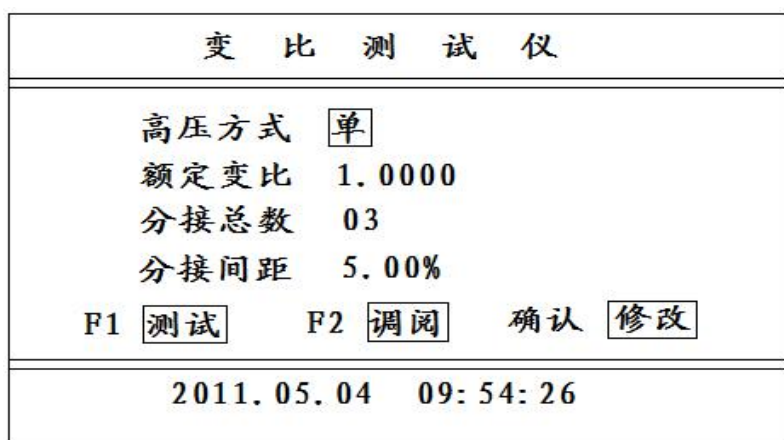 变比测试仪
高压方式 单
额定变比 1.0000
分接总数 03
分接间距 5.00%
F1 测试 F2 调阅 确认 修改
2011.05.04 09:54:26